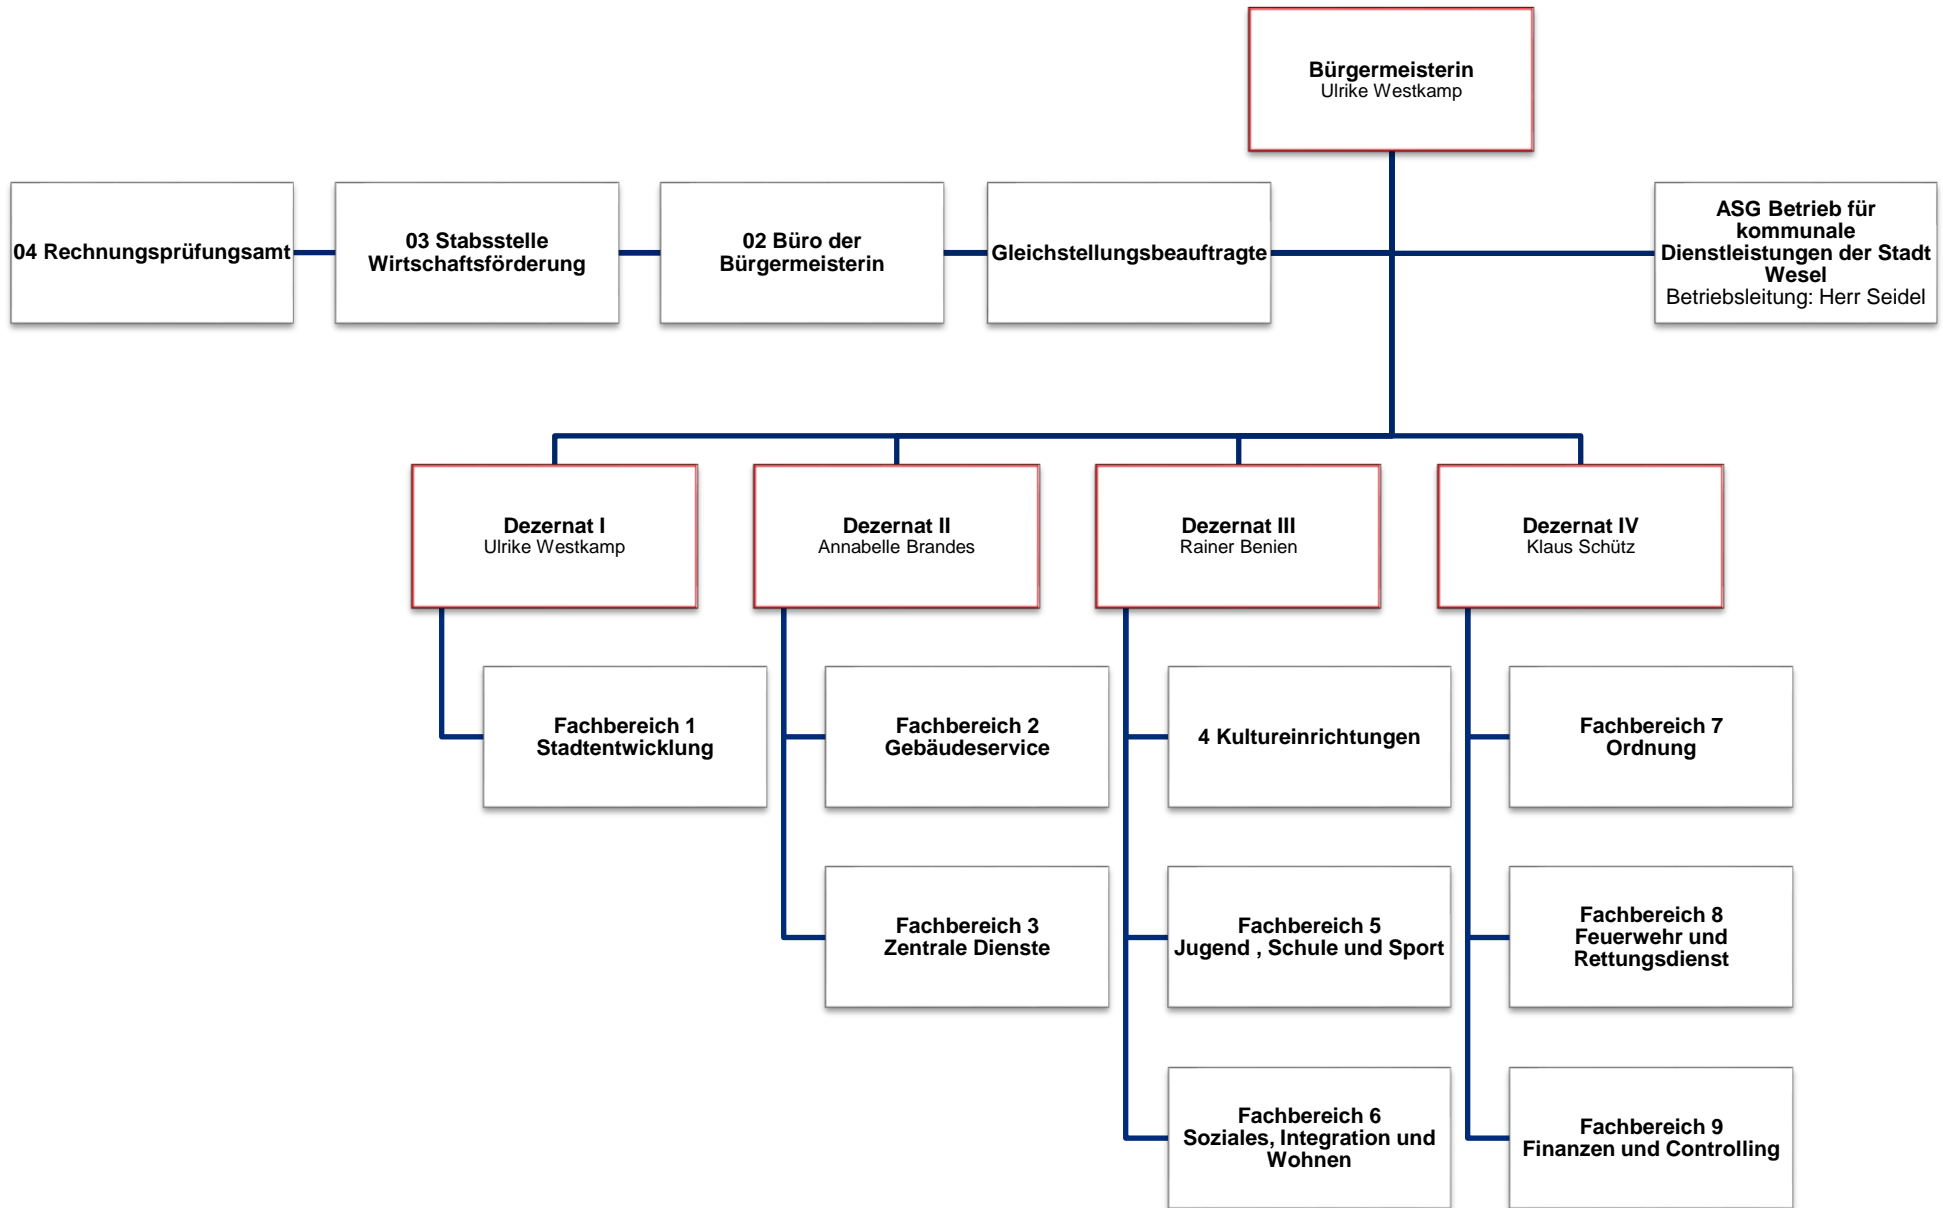 Bürgermeisterin
Ulrike Westkamp
04 Rechnungsprüfungsamt
03 Stabsstelle
Wirtschaftsförderung
02 Büro der
Bürgermeisterin
Gleichstellungsbeauftragte
ASG Betrieb für
kommunale
Dienstleistungen der Stadt
Wesel
Betriebsleitung: Herr Seidel
Dezernat I
Ulrike Westkamp
Dezernat II
Annabelle Brandes
Dezernat III
Rainer Benien
Dezernat IV
Klaus Schütz
Fachbereich 1
Stadtentwicklung
Fachbereich 2
Gebäudeservice
4 Kultureinrichtungen
Fachbereich 7
Ordnung
Fachbereich 3
Zentrale Dienste
Fachbereich 5
Jugend , Schule und Sport
Fachbereich 8
Feuerwehr und
Rettungsdienst
Fachbereich 6
Soziales, Integration und
Wohnen
Fachbereich 9
Finanzen und Controlling